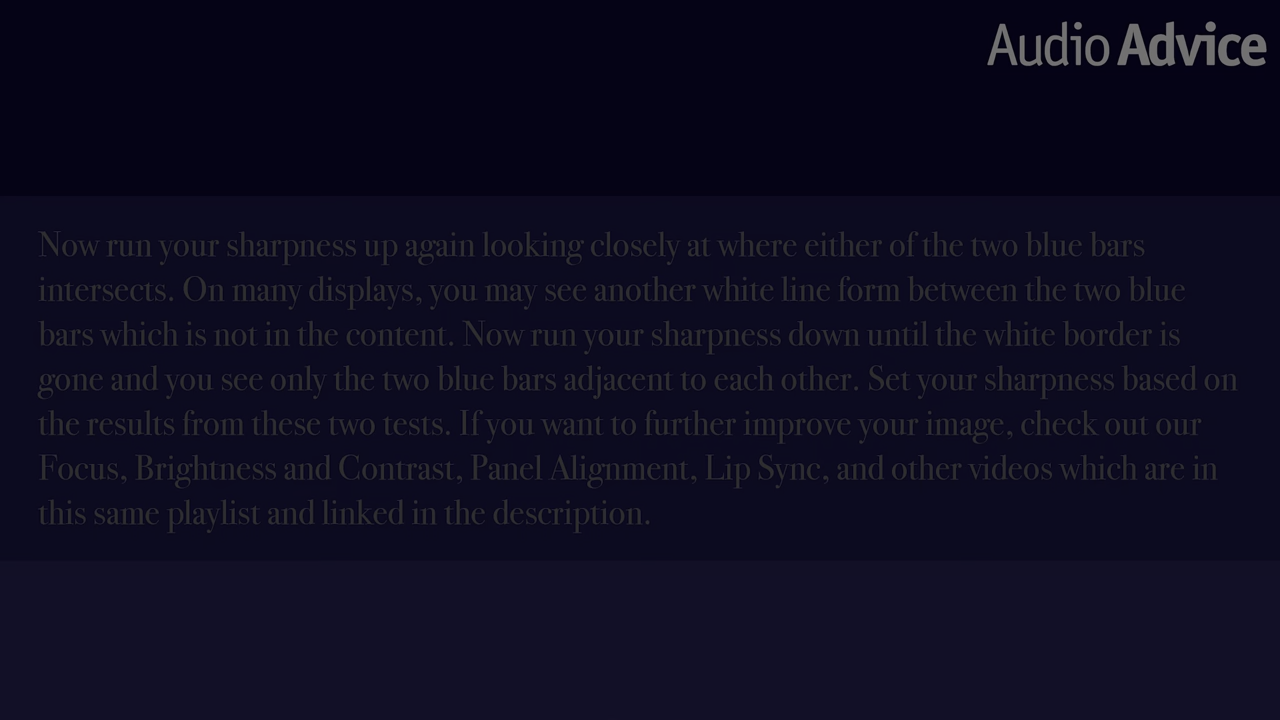 Audio Advice
Now run your sharpness up again looking closely at where either of the two blue bars
intersects. On many displays, you may see another white line form between the two blue
bars which is not in the content. Now run your sharpness down until the white border is
gone and you see only the two blue bars adjacent to each other. Set your sharpness based on
the results from these two tests. If you want to further improve your image, check out our
Focus, Brightness and Contrast, Panel Alignment, Lip Sync, and other videos which are in
this same playlist and linked in the description.